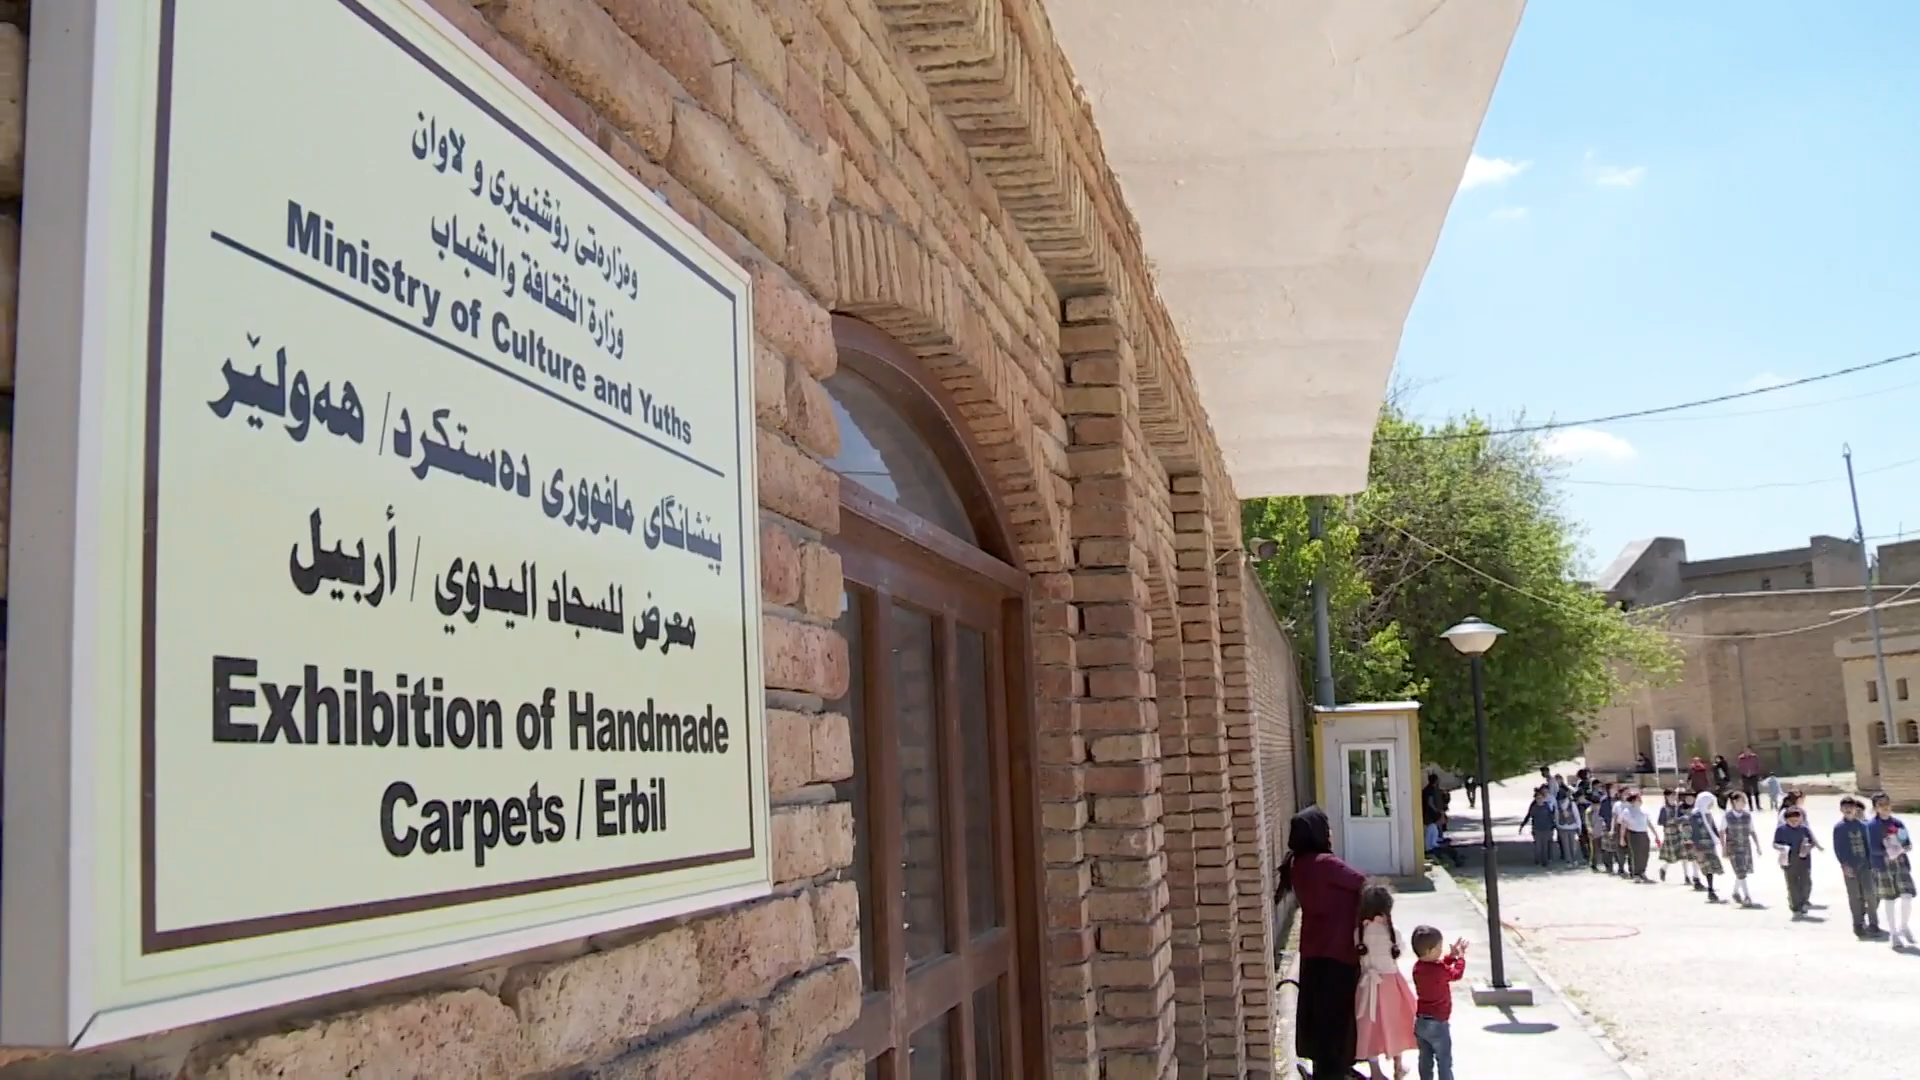 وەزارەتی رۆشنبیری و لاوان
وزارة الثقافة والشباب
Ministry of Culture and Yuths
پێشانگای مافووری دەستکرد/ هەولێر
معرض للسجاد اليدوي / أربيل
Exhibition of Handmade
Carpets / Erbil